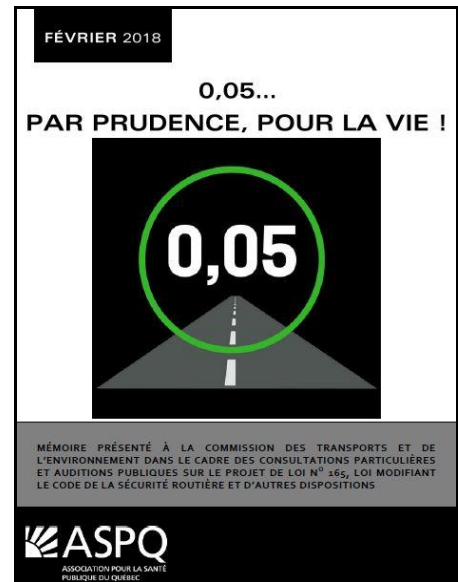 FÉVRIER 2018
0,05...
PAR PRUDENCE, POUR LA VIE !
0,05
MÉMOIRE PRÉSENTÉ À LA COMMISSION DES TRANSPORTS ET DE
L'ENVIRONNEMENT DANS LE CADRE DES CONSULTATIONS PARTICULIÈRES
ET AUDITIONS PUBLIQUES SUR LE PROJET DE LOI Nº 165, LOI MODIFIANT
LE CODE DE LA SÉCURITÉ ROUTIÈRE ET D'AUTRES DISPOSITIONS
ASPQ
ASSOCIATION POUR LA SANTÉ
PUBLIQUE DU QUÉBEC